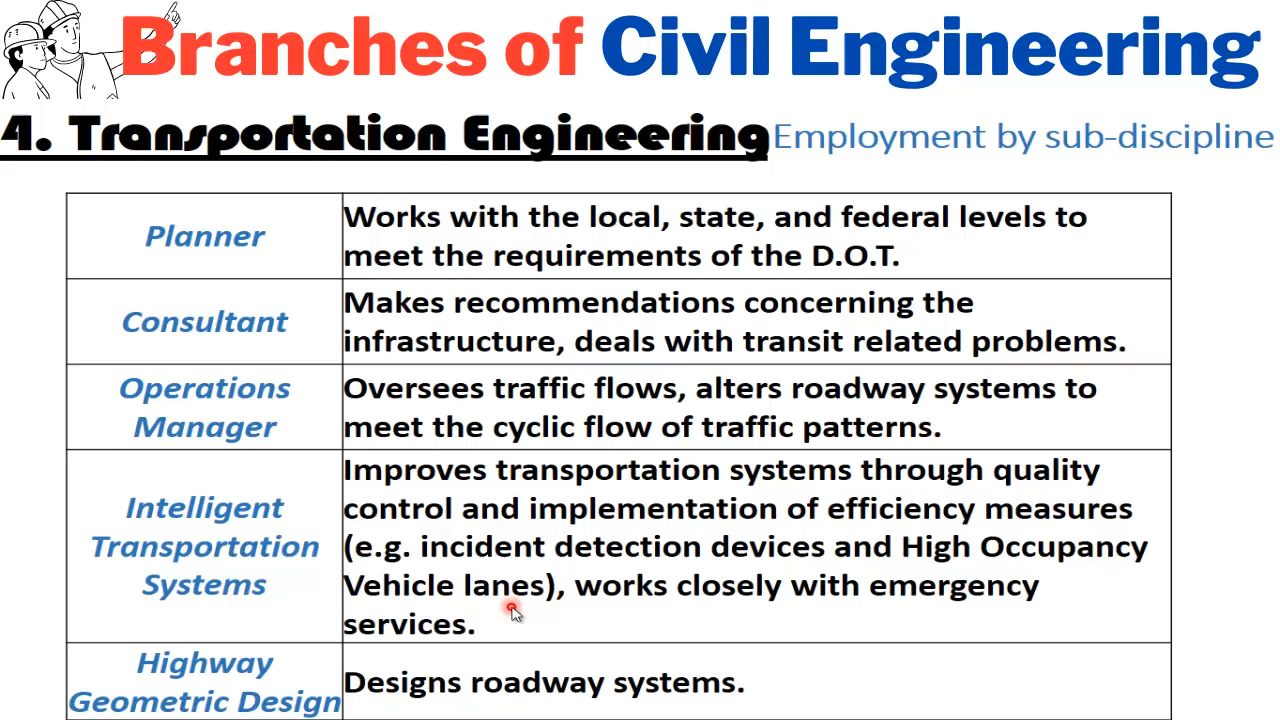 Branches of Civil Engineering
4. Transportation Engineering Employment by sub-discipline
Planner
Works with the local, state, and federal levels to
meet the requirements of the D.O.T.
Consultant
Makes recommendations concerning the
infrastructure, deals with transit related problems.
Operations
Manager
Oversees traffic flows, alters roadway systems to
meet the cyclic flow of traffic patterns.
Intelligent
Transportation
Systems
Improves transportation systems through quality
control and implementation of efficiency measures
(e.g. incident detection devices and High Occupancy
Vehicle lanes), works closely with emergency
services.
Highway
Geometric Design
Designs roadway systems.